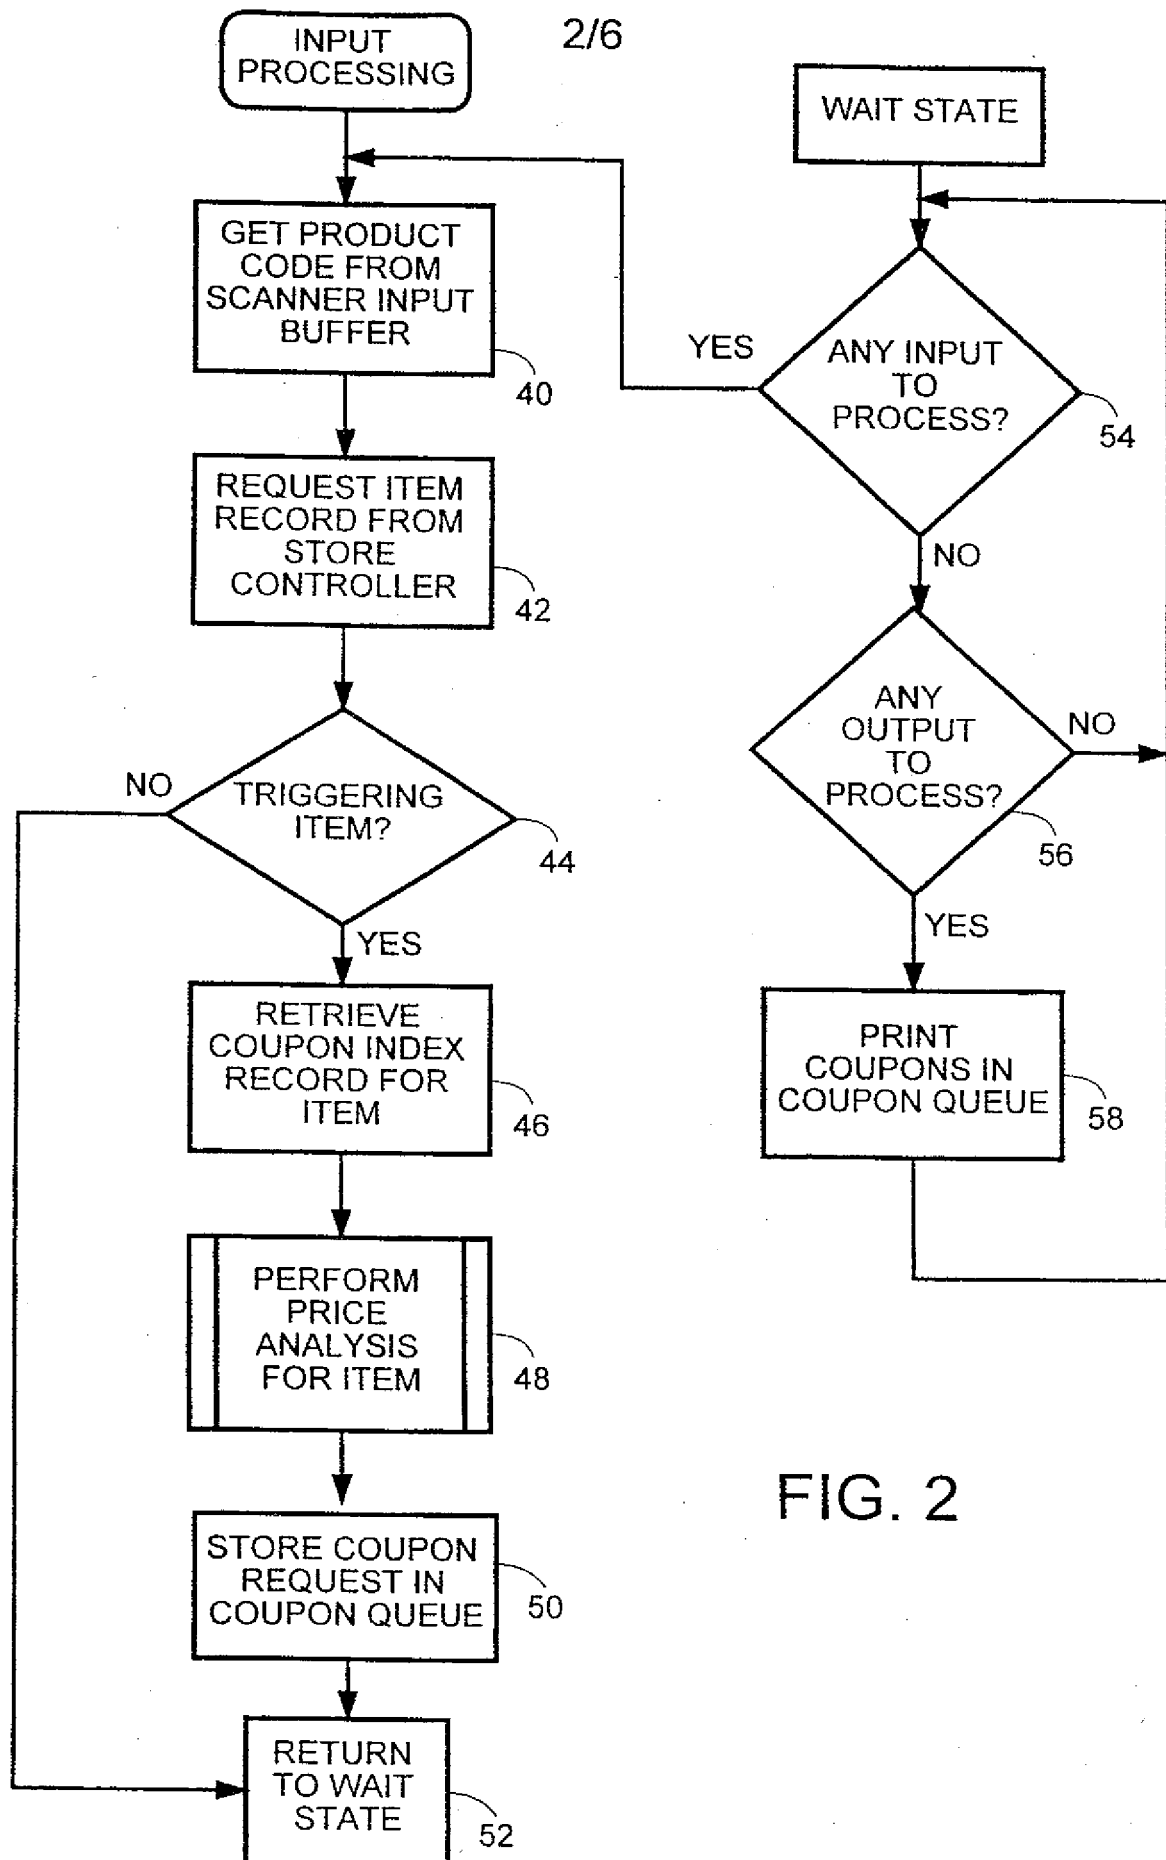 2/6
INPUT
PROCESSING
GET PRODUCT
CODE FROM
SCANNER INPUT
BUFFER
40
REQUEST ITEM
RECORD FROM
STORE
CONTROLLER
42
TRIGGERING
ITEM?
44
NO
YES
RETRIEVE
COUPON INDEX
RECORD FOR
ITEM
46
PERFORM
PRICE
ANALYSIS
FOR ITEM
48
STORE COUPON
REQUEST IN
COUPON QUEUE
50
RETURN
TO WAIT
STATE
52
WAIT STATE
ANY INPUT
TO
PROCESS?
54
YES
NO
ANY
OUTPUT
TO
PROCESS?
56
NO
YES
PRINT
COUPONS IN
COUPON QUEUE
58
FIG. 2